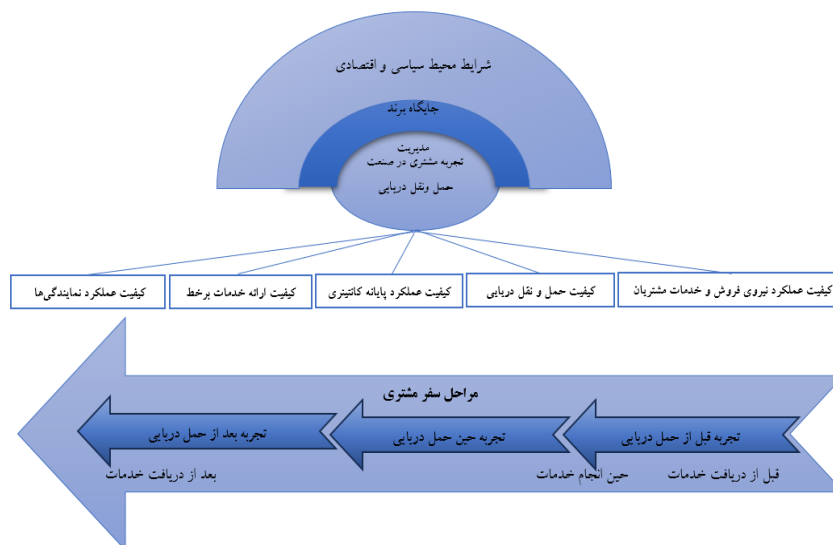 شرایط محیط سیاسی و اقتصادی
جایگاه برند
مدیریت
تجربه مشتری در صنعت
حمل ونقل دریایی
کیفیت عملکرد نیروی فروش و خدمات مشتریان
کیفیت حمل و نقل دریایی
کیفیت عملکرد پایانه کانتینری
کیفیت ارائه خدمات برخط
کیفیت عملکرد نمایندگی‌ها
مراحل سفر مشتری
تجربه قبل از حمل دریایی
تجربه حین حمل دریایی
تجربه بعد از حمل دریایی
قبل از دریافت خدمات
حین انجام خدمات
بعد از دریافت خدمات